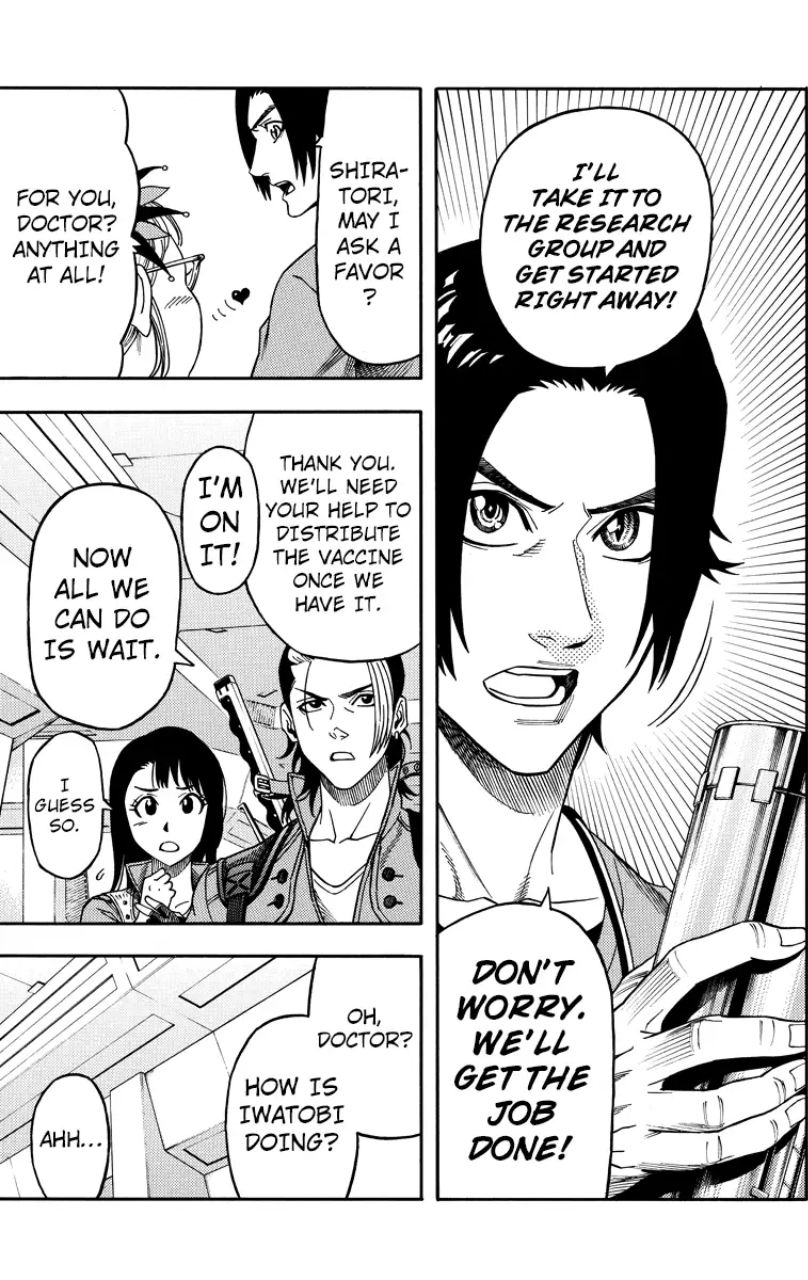 I'LL
TAKE IT TO
THE RESEARCH
GROUP AND
GET STARTED
RIGHT AWAY!
DON'T
WORRY.
WE'LL
GET THE
JOB
DONE!
SHIRA-
TORI,
MAY I
ASK A
FAVOR
?
FOR YOU,
DOCTOR?
ANYTHING
AT ALL!
THANK YOU.
WE'LL NEED
YOUR HELP TO
DISTRIBUTE
THE VACCINE
ONCE WE
HAVE IT.
I'M
ON
IT!
NOW
ALL WE
CAN DO
IS WAIT.
I
GUESS
SO.
OH,
DOCTOR?
HOW IS
IWATOBI
DOING?
AHH...